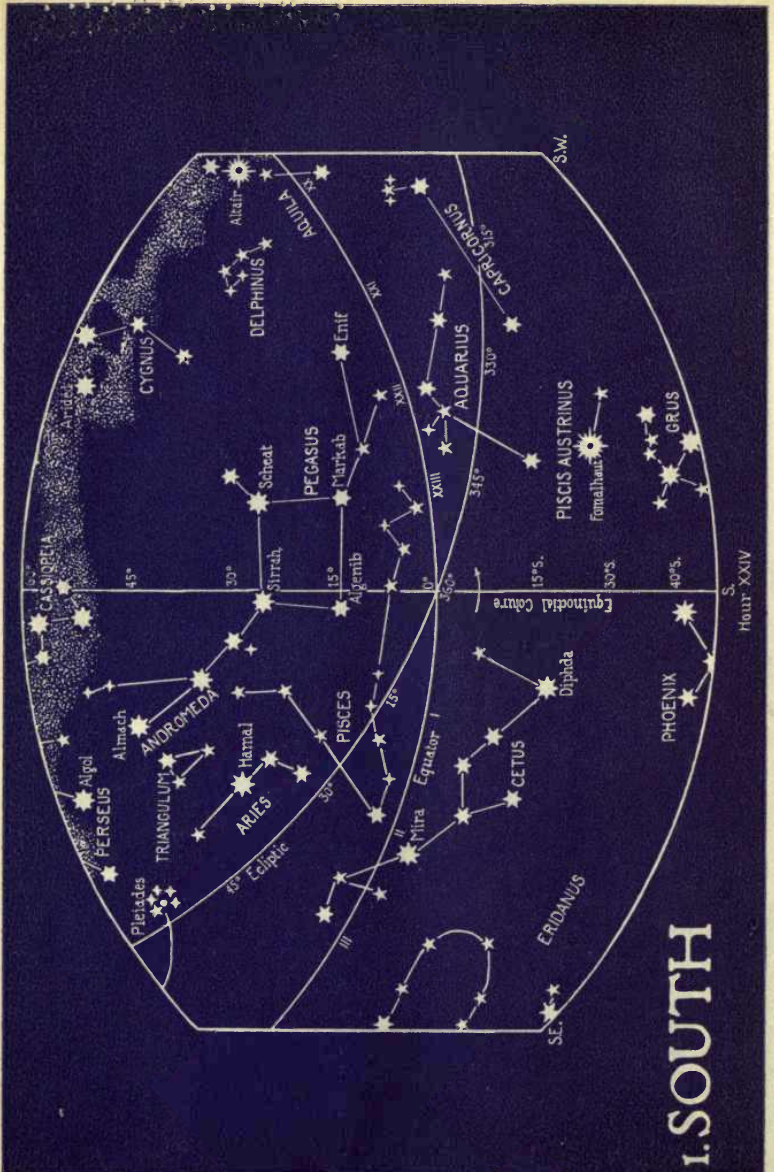 S.W.
Altair
XX
AQUILA
CAPRICORNUS
315°
DELPHINUS
XXI
CYGNUS
Enif
AQUARIUS
330°
XXII
PISCIS AUSTRINUS
Fomalhaut
GRUS
PEGASUS
Scheat
Markab
XXIII
345°
CASSIOPEIA
60°
45°
30°
15°
0°
360°
15°S.
30°S.
40°S.
S.
Hour XXIV
Sirrah
Algenib
Equinoctial Colure
PISCES
15°
Diphda
PHOENIX
Almach
ANDROMEDA
Algol
PERSEUS
TRIANGULUM
Hamal
ARIES
30°
Equator
I
II
Mira
CETUS
Pleiades
45°
Ecliptic
III
ERIDANUS
S.E.
1. SOUTH